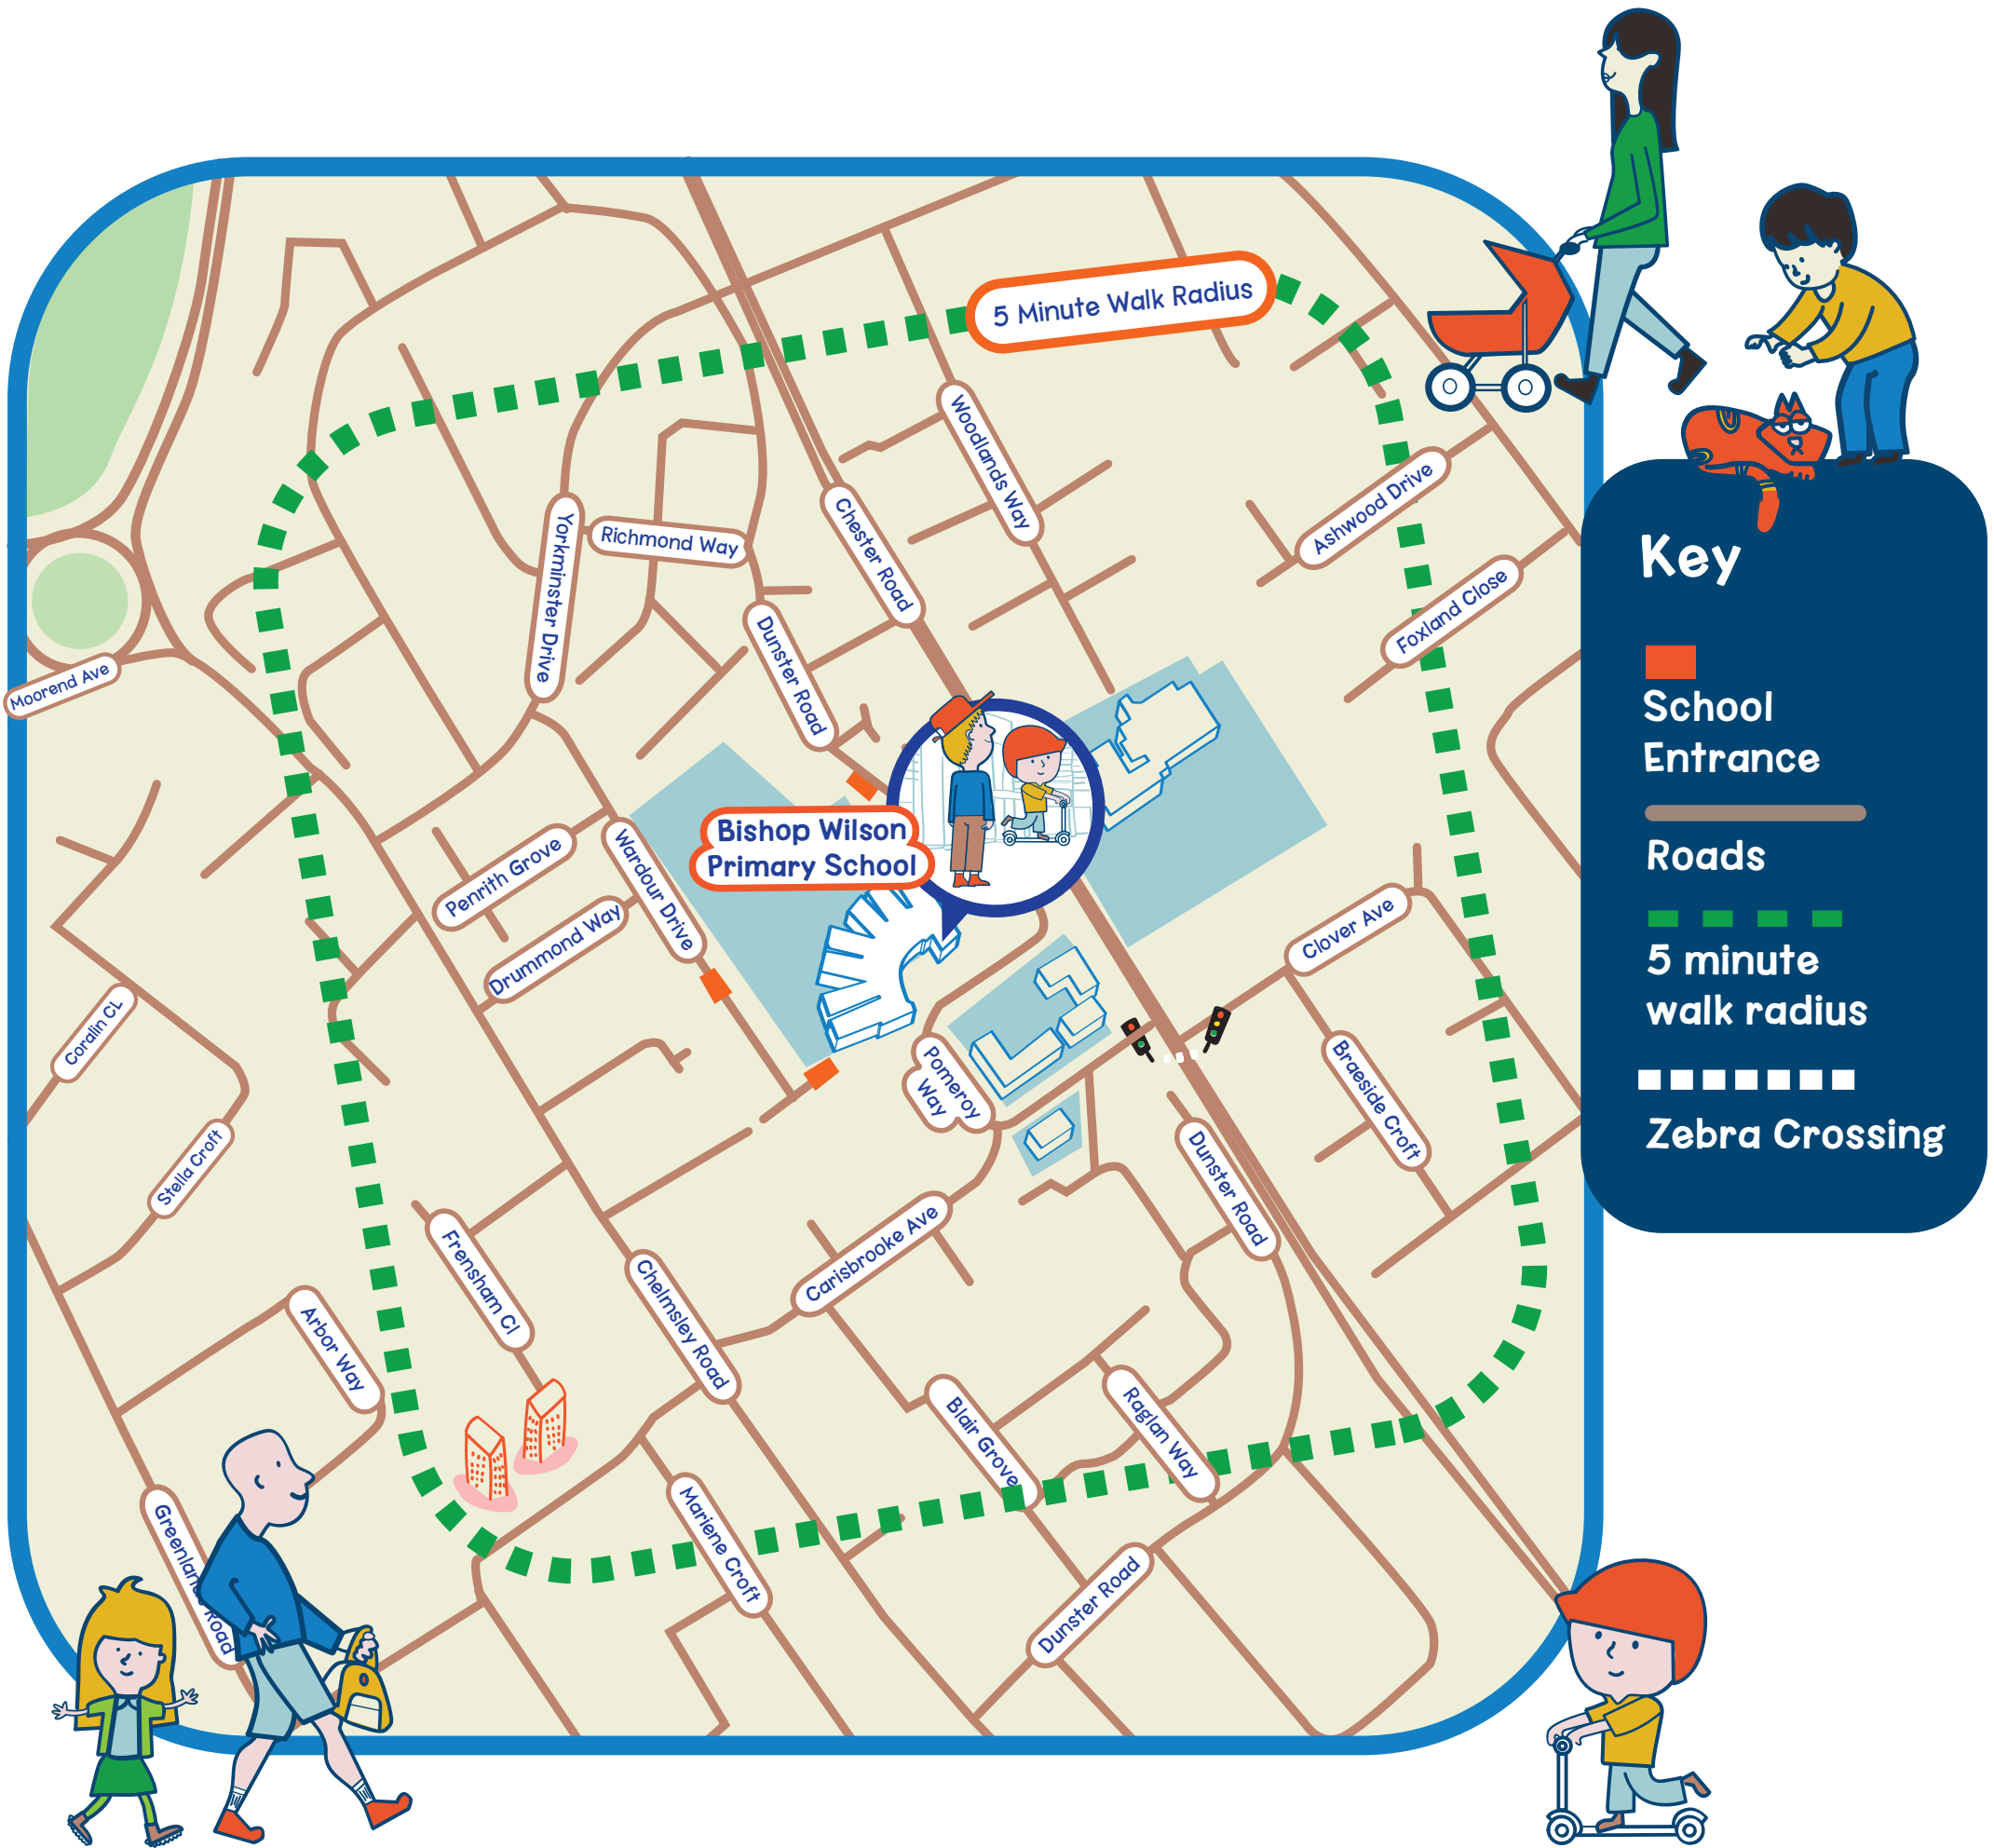 5 Minute Walk Radius
Woodlands Way
Chester Road
Yorkminster Drive
Richmond Way
Ashwood Drive
Foxland Close
Dunster Road
Moorend Ave
Key
School
Entrance
Roads
5 minute
walk radius
Zebra Crossing
Bishop Wilson
Primary School
Penrith Grove
Wardour Drive
Drummond Way
Clover Ave
Coralin CL
Pomeroy
Way
Braeside Croft
Stella Croft
Dunster Road
Carisbrooke Ave
Frensham Cl
Chelmsley Road
Arbor Way
Blair Grove
Raglan Way
Mariene Croft
Greenlan Road
Dunster Road